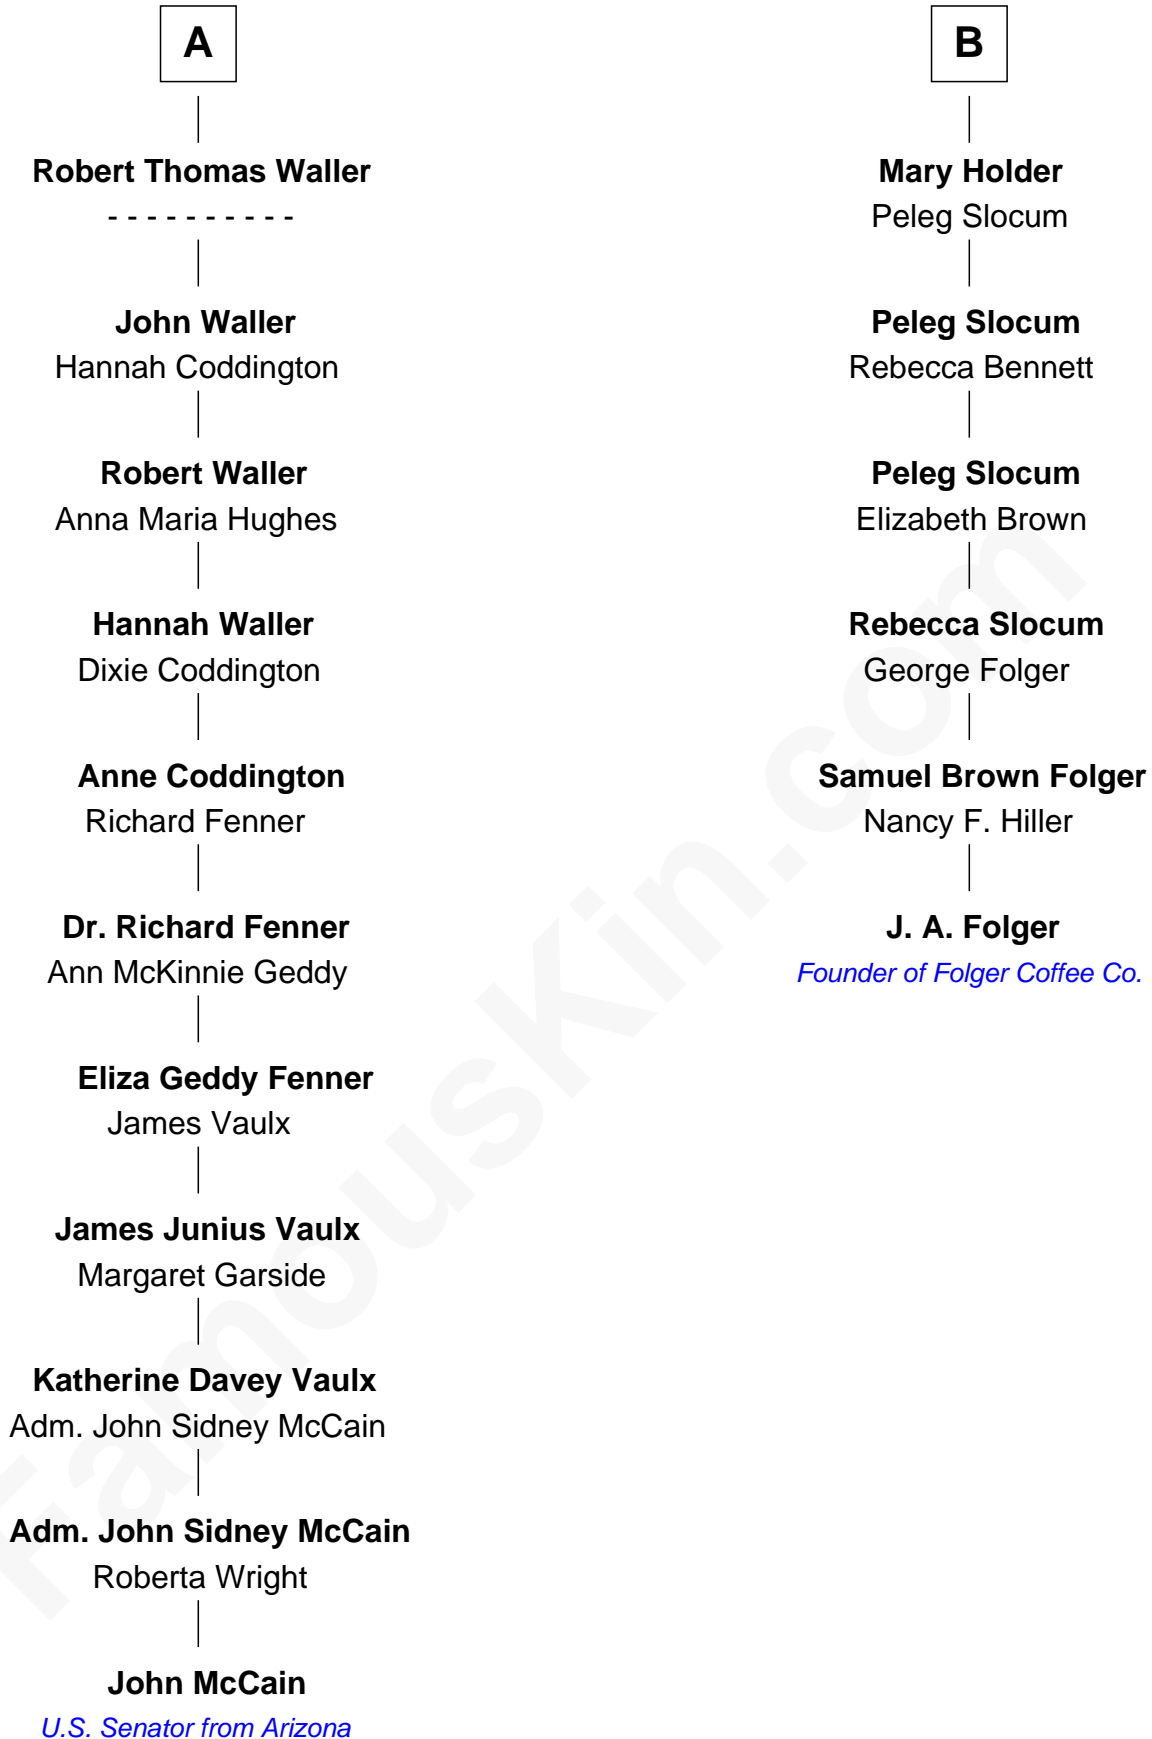 A
Robert Thomas Waller
- - - - - - - - - -
John Waller
Hannah Coddington
Robert Waller
Anna Maria Hughes
Hannah Waller
Dixie Coddington
Anne Coddington
Richard Fenner
Dr. Richard Fenner
Ann McKinnie Geddy
Eliza Geddy Fenner
James Vaulx
James Junius Vaulx
Margaret Garside
Katherine Davey Vaulx
Adm. John Sidney McCain
Adm. John Sidney McCain
Roberta Wright
John McCain
U.S. Senator from Arizona
B
Mary Holder
Peleg Slocum
Peleg Slocum
Rebecca Bennett
Peleg Slocum
Elizabeth Brown
Rebecca Slocum
George Folger
Samuel Brown Folger
Nancy F. Hiller
J. A. Folger
Founder of Folger Coffee Co.
FamousKin.com